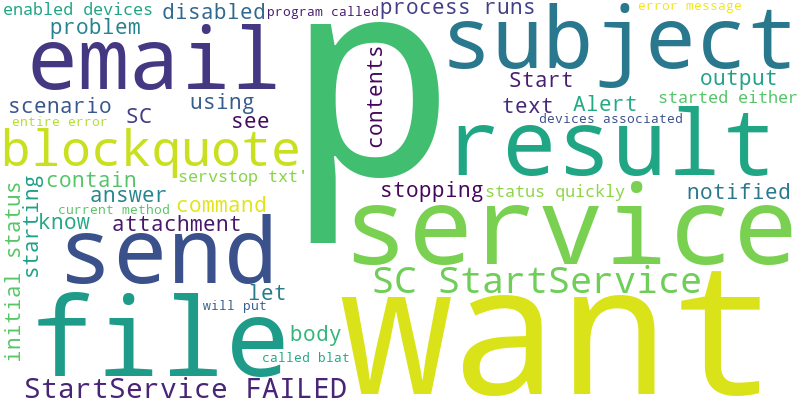 enabled devices
disabled
program called
process runs
error message
problem
email
p
subject
contents
Start
output
scenario
SC
using
see
text
Alert
started either
entire error
devices associated
blockquote
result
servstop txt'
contain
stopping
status quickly
notified
answer
command
current method
know
attachment
starting
initial status
send
service
SC StartService
let
will put
file
want
body
called blat
StartService FAILED